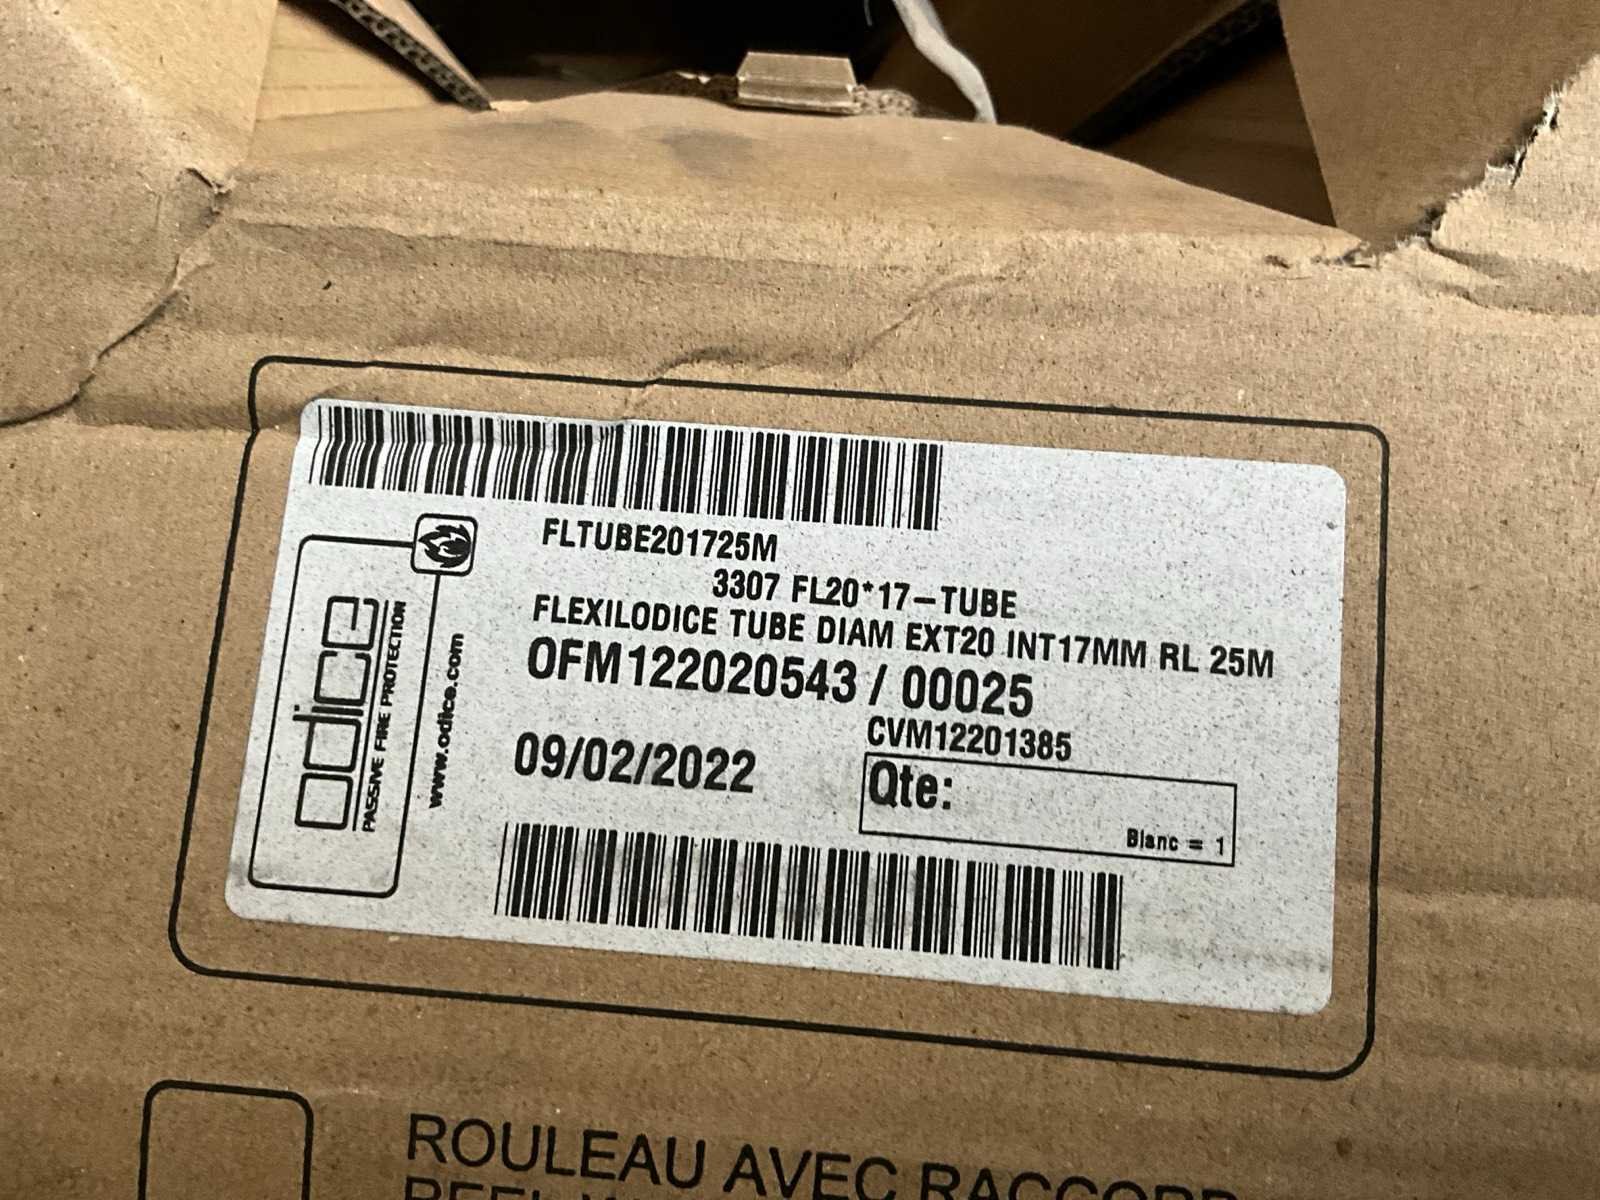 FLTUBE201725M
3307 FL20*17-TUBE
FLEXILODICE TUBE DIAM EXT20 INT17MM RL 25M
OFM122020543 / 00025
CVM12201385
09/02/2022
Qte:
Blanc = 1
odice
PASSIVE FIRE PROTECTION
www.odice.com
ROULEAU AVEC RACCORD